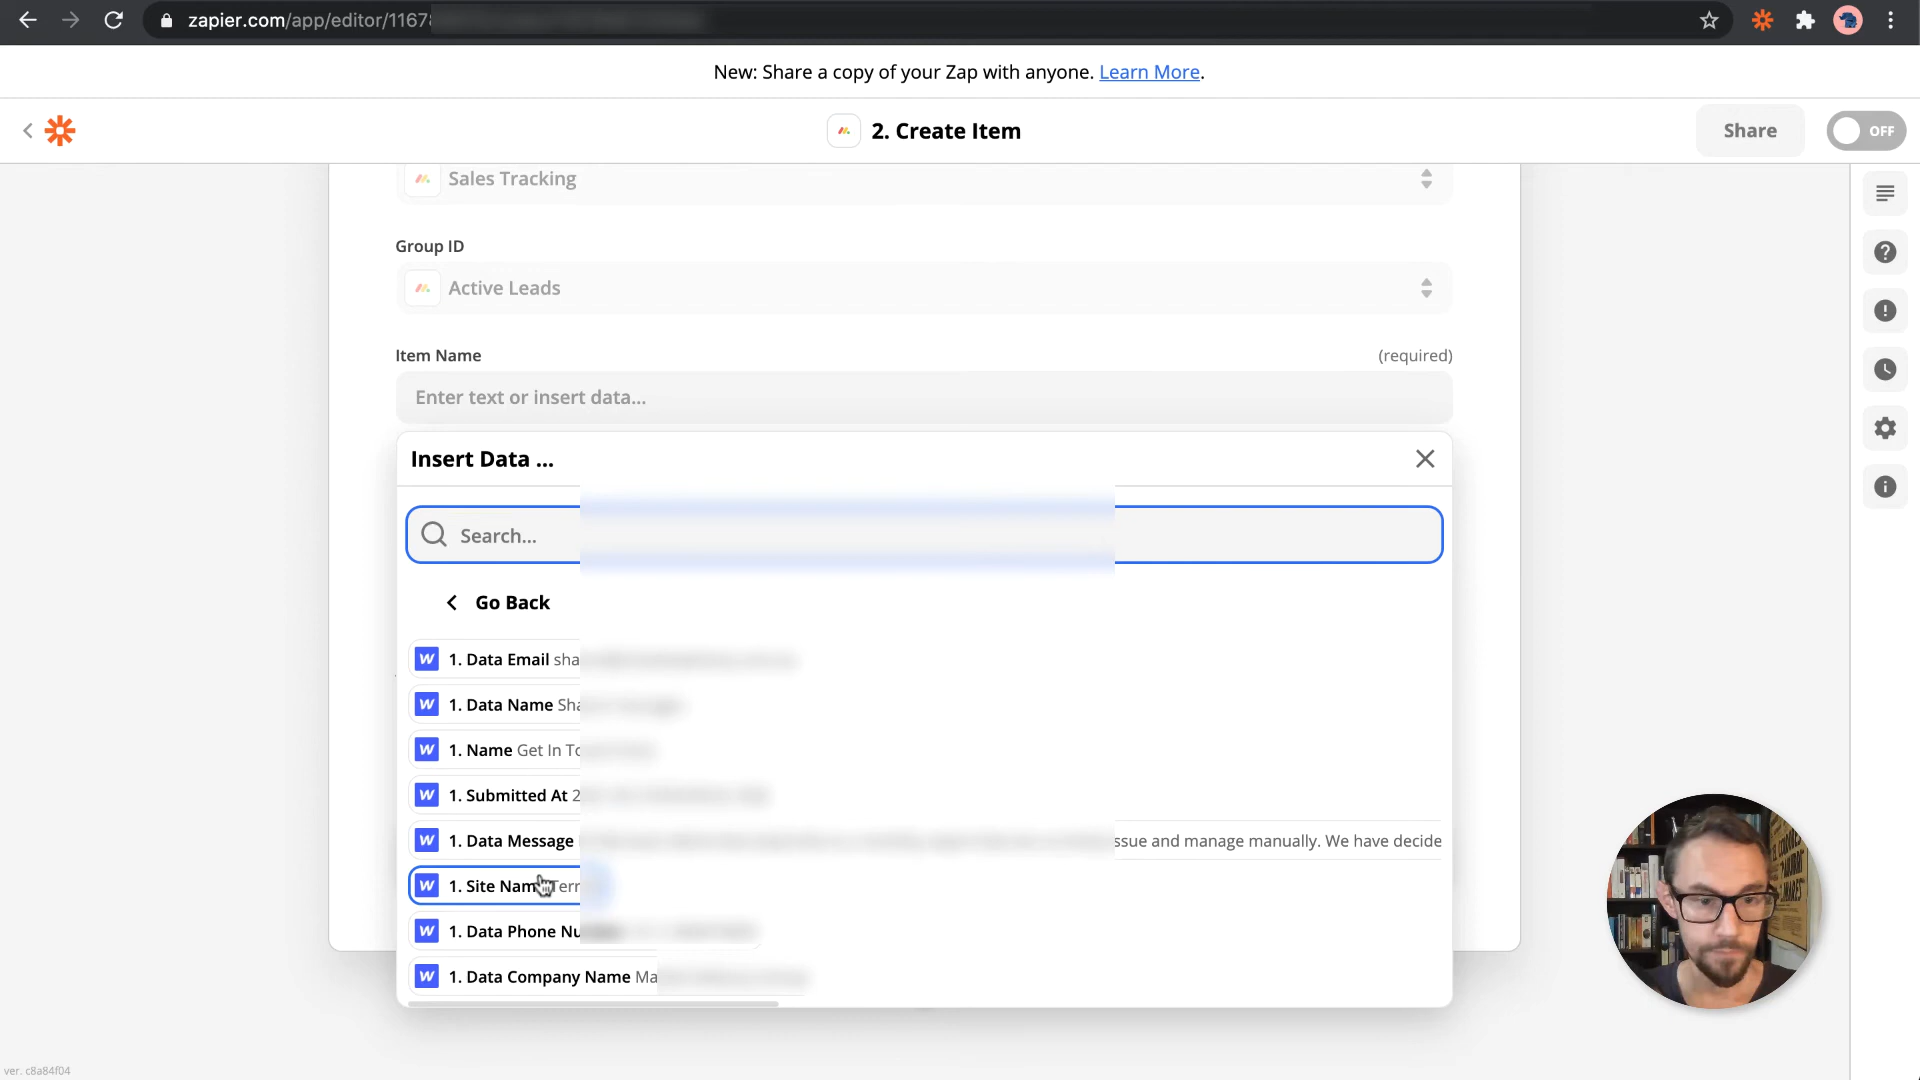 zapier.com/app/editor/1167
New: Share a copy of your Zap with anyone. Learn More.
2. Create Item
Share
OFF
Sales Tracking
Group ID
Active Leads
Item Name
(required)
Enter text or insert data...
Insert Data ...
Search...
Go Back
W 1. Data Email sha
W 1. Data Name Sha
W 1. Name Get In To
W 1. Submitted At 2
W 1. Data Message ssue and manage manually. We have decide
W 1. Site Nam Terr
W 1. Data Phone Nu
W 1. Data Company Name Ma
ver. c8a84f04